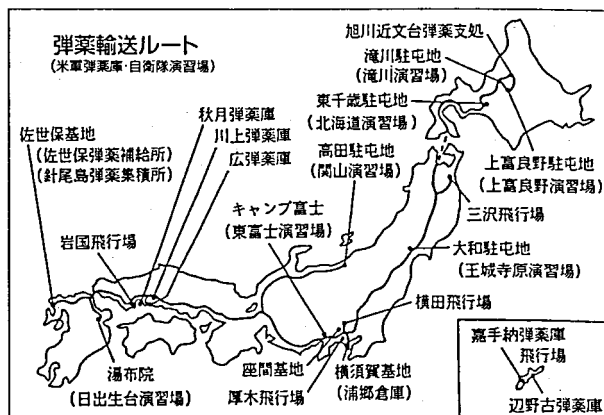 弾薬輸送ルート
(米軍弾薬庫・自衛隊演習場)
旭川近文台弾薬支処
滝川駐屯地
(滝川演習場)
東千歳駐屯地
(北海道演習場)
上富良野駐屯地
(上富良野演習場)
三沢飛行場
秋月弾薬庫
川上弾薬庫
広弾薬庫
佐世保基地
(佐世保弾薬補給所)
(針尾島弾薬集積所)
高田駐屯地
(関山演習場)
キャンプ富士
(東富士演習場)
岩国飛行場
大和駐屯地
(王城寺原演習場)
横田飛行場
湯布院
(日出生台演習場)
座間基地
厚木飛行場
横須賀基地
(浦郷倉庫)
嘉手納弾薬庫
飛行場
辺野古弾薬庫